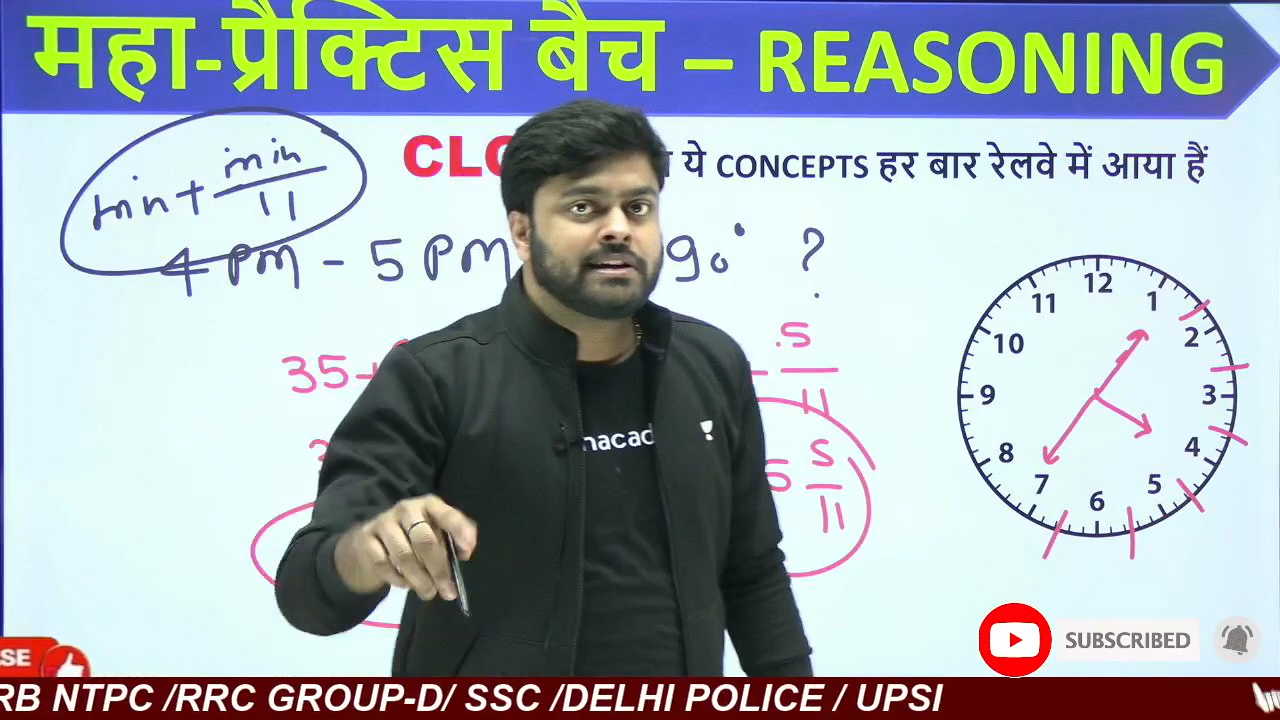 महा-प्रैक्टिस बैच – REASONING
ये CONCEPTS हर बार रेलवे में आया हैं
min + min/11
4 PM - 5 PM 90° ?
35 +
5/11
5 5/11
12
1
2
3
4
5
6
7
8
9
10
11
SUBSCRIBED
NTPC /RRC GROUP-D/ SSC /DELHI POLICE / UPSI